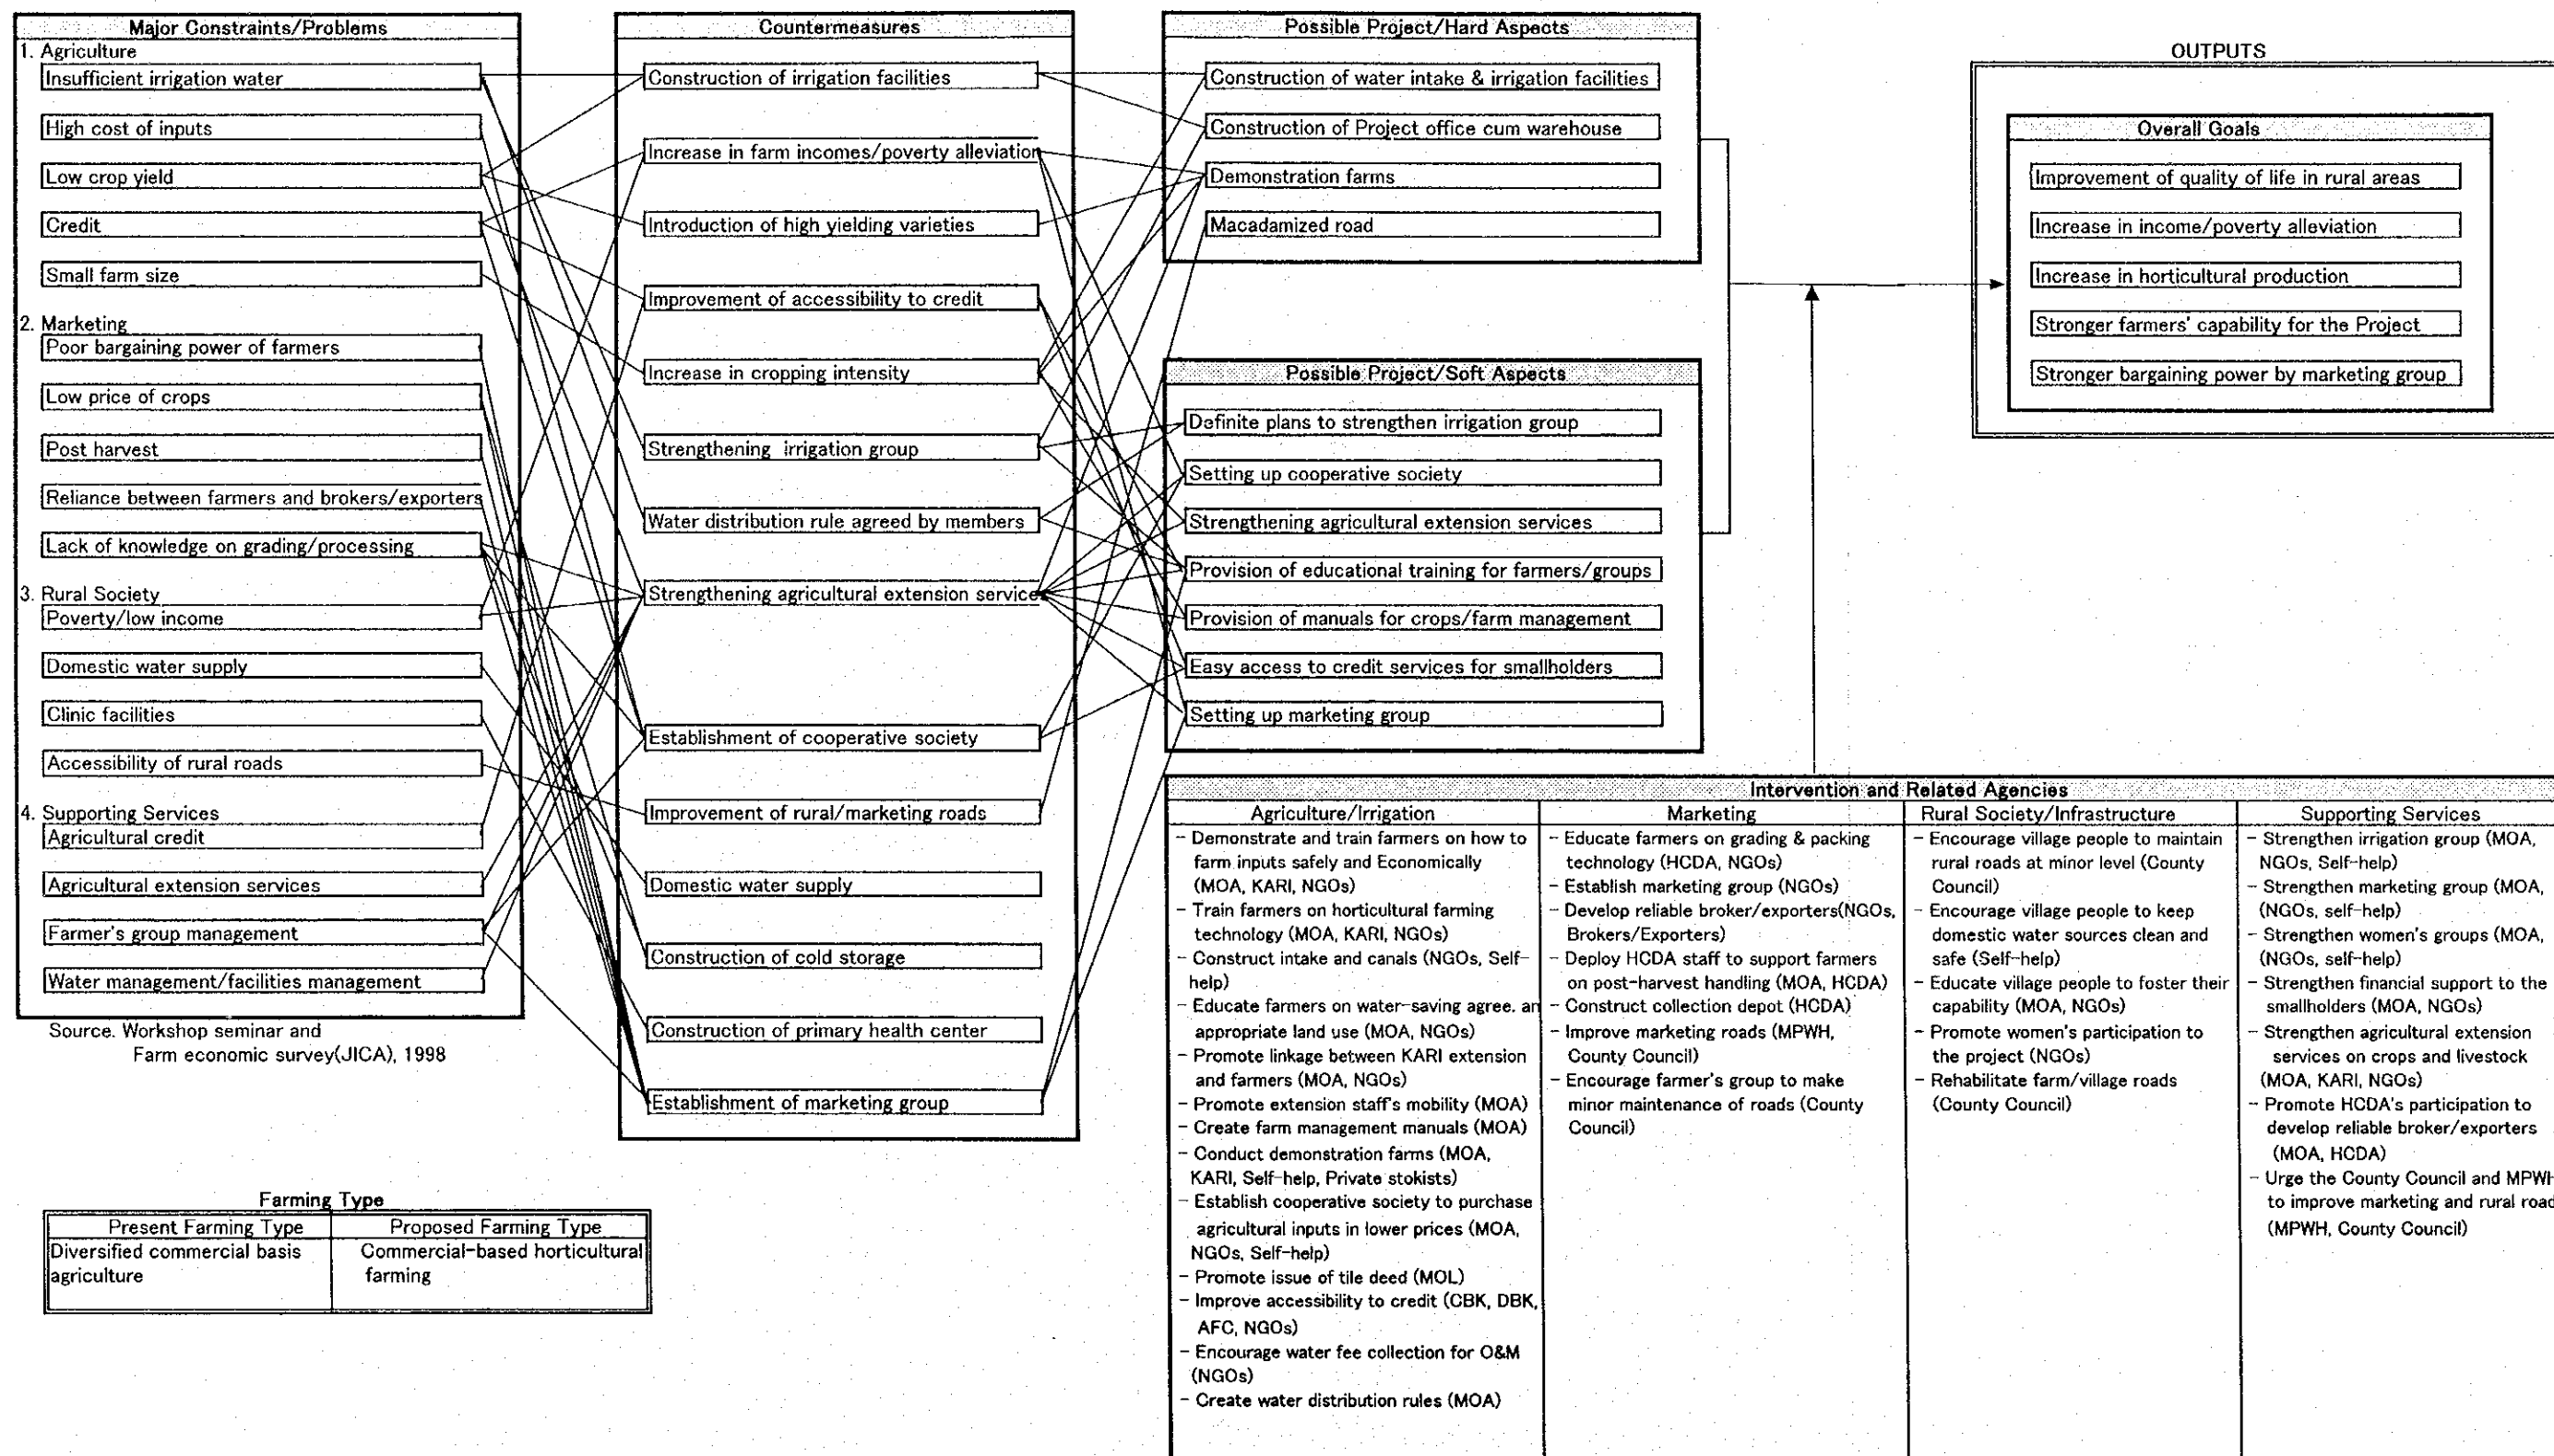 Major Constraints/Problems
1. Agriculture
Insufficient irrigation water
High cost of inputs
Low crop yield
Credit
Small farm size
2. Marketing
Poor bargaining power of farmers
Low price of crops
Post harvest
Reliance between farmers and brokers/exporters
Lack of knowledge on grading/processing
3. Rural Society
Poverty/low income
Domestic water supply
Clinic facilities
Accessibility of rural roads
4. Supporting Services
Agricultural credit
Agricultural extension services
Farmer's group management
Water management/facilities management
Source. Workshop seminar and
Farm economic survey(JICA), 1998
Countermeasures
Construction of irrigation facilities
Increase in farm incomes/poverty alleviation
Introduction of high yielding varieties
Improvement of accessibility to credit
Increase in cropping intensity
Strengthening irrigation group
Water distribution rule agreed by members
Strengthening agricultural extension service
Establishment of cooperative society
Improvement of rural/marketing roads
Domestic water supply
Construction of cold storage
Construction of primary health center
Establishment of marketing group
Possible Project/Hard Aspects
Construction of water intake & irrigation facilities
Construction of Project office cum warehouse
Demonstration farms
Macadamized road
Possible Project/Soft Aspects
Definite plans to strengthen irrigation group
Setting up cooperative society
Strengthening agricultural extension services
Provision of educational training for farmers/groups
Provision of manuals for crops/farm management
Easy access to credit services for smallholders
Setting up marketing group
OUTPUTS
Overall Goals
Improvement of quality of life in rural areas
Increase in income/poverty alleviation
Increase in horticultural production
Stronger farmers' capability for the Project
Stronger bargaining power by marketing group
Intervention and Related Agencies
Agriculture/Irrigation
- Demonstrate and train farmers on how to
farm inputs safely and Economically
(MOA, KARI, NGOs)
- Train farmers on horticultural farming
technology (MOA, KARI, NGOs)
- Construct intake and canals (NGOs, Self-
help)
- Educate farmers on water-saving agree. an
appropriate land use (MOA, NGOs)
- Promote linkage between KARI extension
and farmers (MOA, NGOs)
- Promote extension staff's mobility (MOA)
- Create farm management manuals (MOA)
- Conduct demonstration farms (MOA,
KARI, Self-help, Private stokists)
- Establish cooperative society to purchase
agricultural inputs in lower prices (MOA,
NGOs, Self-help)
- Promote issue of tile deed (MOL)
- Improve accessibility to credit (CBK, DBK,
AFC, NGOs)
- Encourage water fee collection for O&M
(NGOs)
- Create water distribution rules (MOA)
Marketing
- Educate farmers on grading & packing
technology (HCDA, NGOs)
- Establish marketing group (NGOs)
- Develop reliable broker/exporters(NGOs,
Brokers/Exporters)
- Deploy HCDA staff to support farmers
on post-harvest handling (MOA, HCDA)
- Construct collection depot (HCDA)
- Improve marketing roads (MPWH,
County Council)
- Encourage farmer's group to make
minor maintenance of roads (County
Council)
Rural Society/Infrastructure
- Encourage village people to maintain
rural roads at minor level (County
Council)
- Encourage village people to keep
domestic water sources clean and
safe (Self-help)
- Educate village people to foster their
capability (MOA, NGOs)
- Promote women's participation to
the project (NGOs)
- Rehabilitate farm/village roads
(County Council)
Supporting Services
- Strengthen irrigation group (MOA,
NGOs, Self-help)
- Strengthen marketing group (MOA,
(NGOs, self-help)
- Strengthen women's groups (MOA,
(NGOs, self-help)
- Strengthen financial support to the
smallholders (MOA, NGOs)
- Strengthen agricultural extension
services on crops and livestock
(MOA, KARI, NGOs)
- Promote HCDA's participation to
develop reliable broker/exporters
(MOA, HCDA)
- Urge the County Council and MPWH
to improve marketing and rural road
(MPWH, County Council)
Farming Type
Present Farming Type
Proposed Farming Type
Diversified commercial basis
agriculture
Commercial-based horticultural
farming